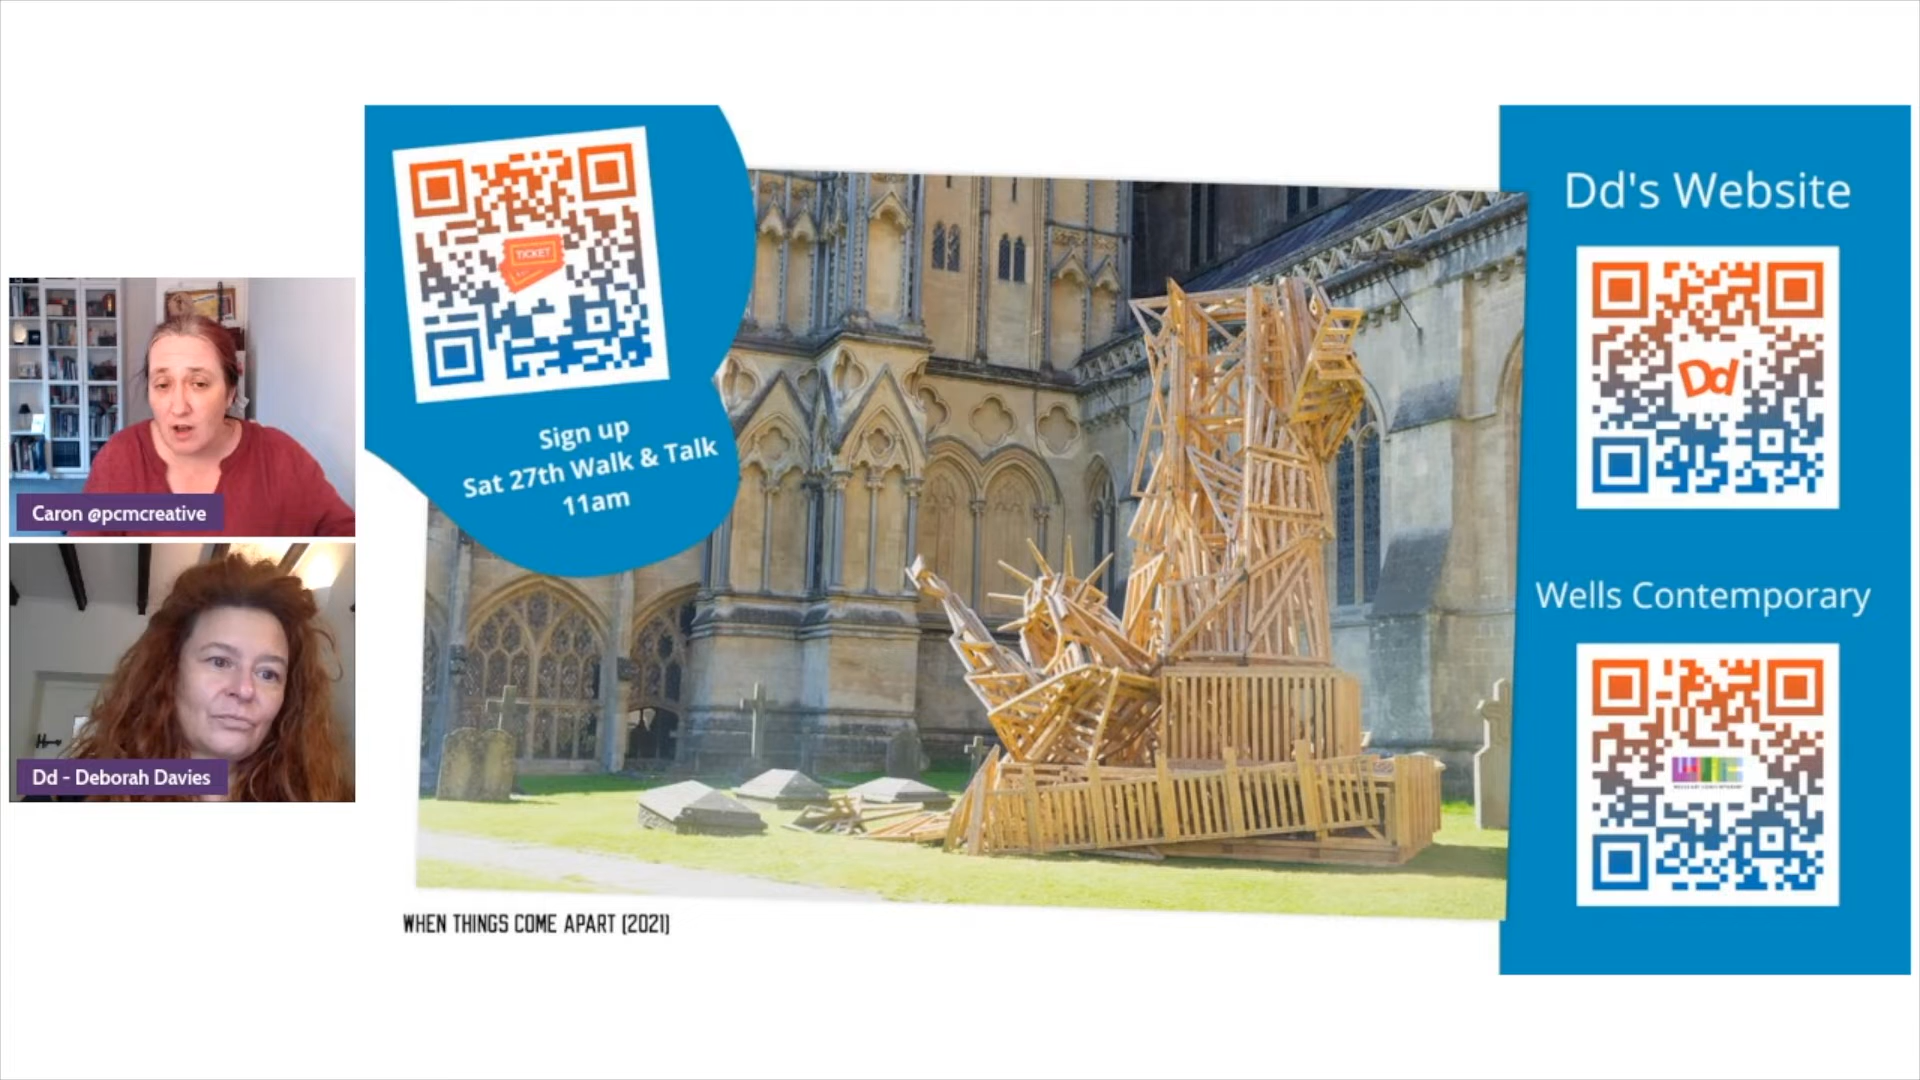 Caron @pcmcreative
Dd - Deborah Davies
TICKET
Sign up
Sat 27th Walk & Talk
11am
WHEN THINGS COME APART (2021)
Dd's Website
Dd
Wells Contemporary